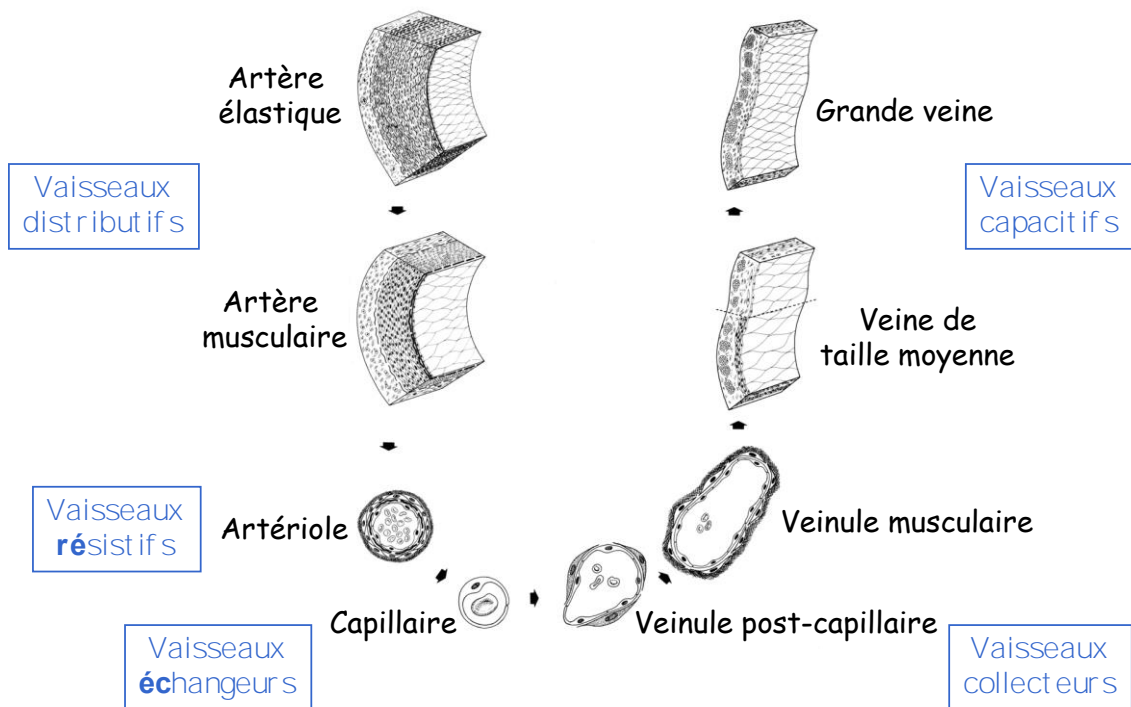 Artère
élastique
Grande veine
Vaisseaux
distributifs
Vaisseaux
capacitifs
Artère
musculaire
Veine de
taille moyenne
Vaisseaux
résistifs
Artériole
Veinule musculaire
Capillaire
Veinule post-capillaire
Vaisseaux
échangeurs
Vaisseaux
collecteurs